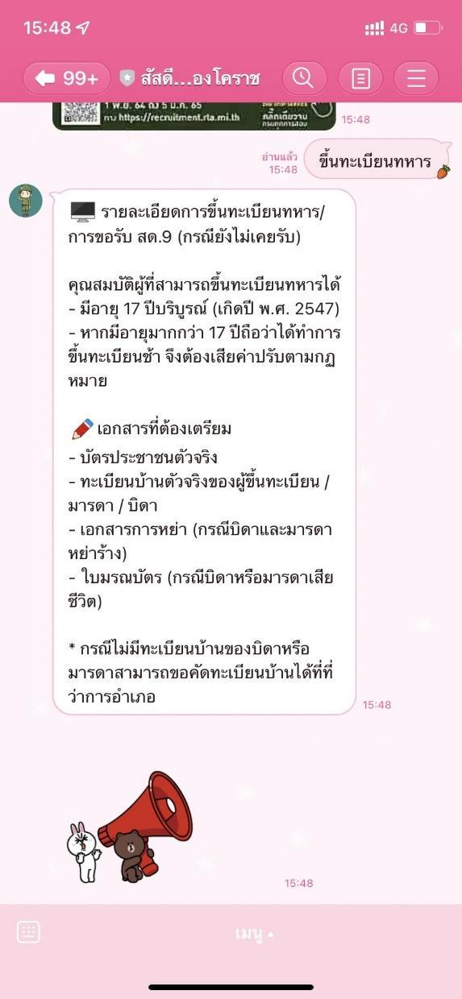 15:48
4G
99+
สัสดี...องโคราช
1 พ.ย. 64 ถึง 5 ม.ค. 65
ทาง https://recruitment.rta.mi.th
15:48
อ่านแล้ว
15:48
ขึ้นทะเบียนทหาร
รายละเอียดการขึ้นทะเบียนทหาร/
การขอรับ สด.9 (กรณียังไม่เคยรับ)
คุณสมบัติผู้ที่สามารถขึ้นทะเบียนทหารได้
- มีอายุ 17 ปีบริบูรณ์ (เกิดปี พ.ศ. 2547)
- หากมีอายุมากกว่า 17 ปีถือว่าได้ทำการ
ขึ้นทะเบียนช้า จึงต้องเสียค่าปรับตามกฏ
หมาย
เอกสารที่ต้องเตรียม
- บัตรประชาชนตัวจริง
- ทะเบียนบ้านตัวจริงของผู้ขึ้นทะเบียน /
มารดา / บิดา
- เอกสารการหย่า (กรณีบิดาและมารดา
หย่าร้าง)
- ใบมรณบัตร (กรณีบิดาหรือมารดาเสีย
ชีวิต)
* กรณีไม่มีทะเบียนบ้านของบิดาหรือ
มารดาสามารถขอคัดทะเบียนบ้านได้ที่ที่
ว่าการอำเภอ
15:48
15:48
เมนู